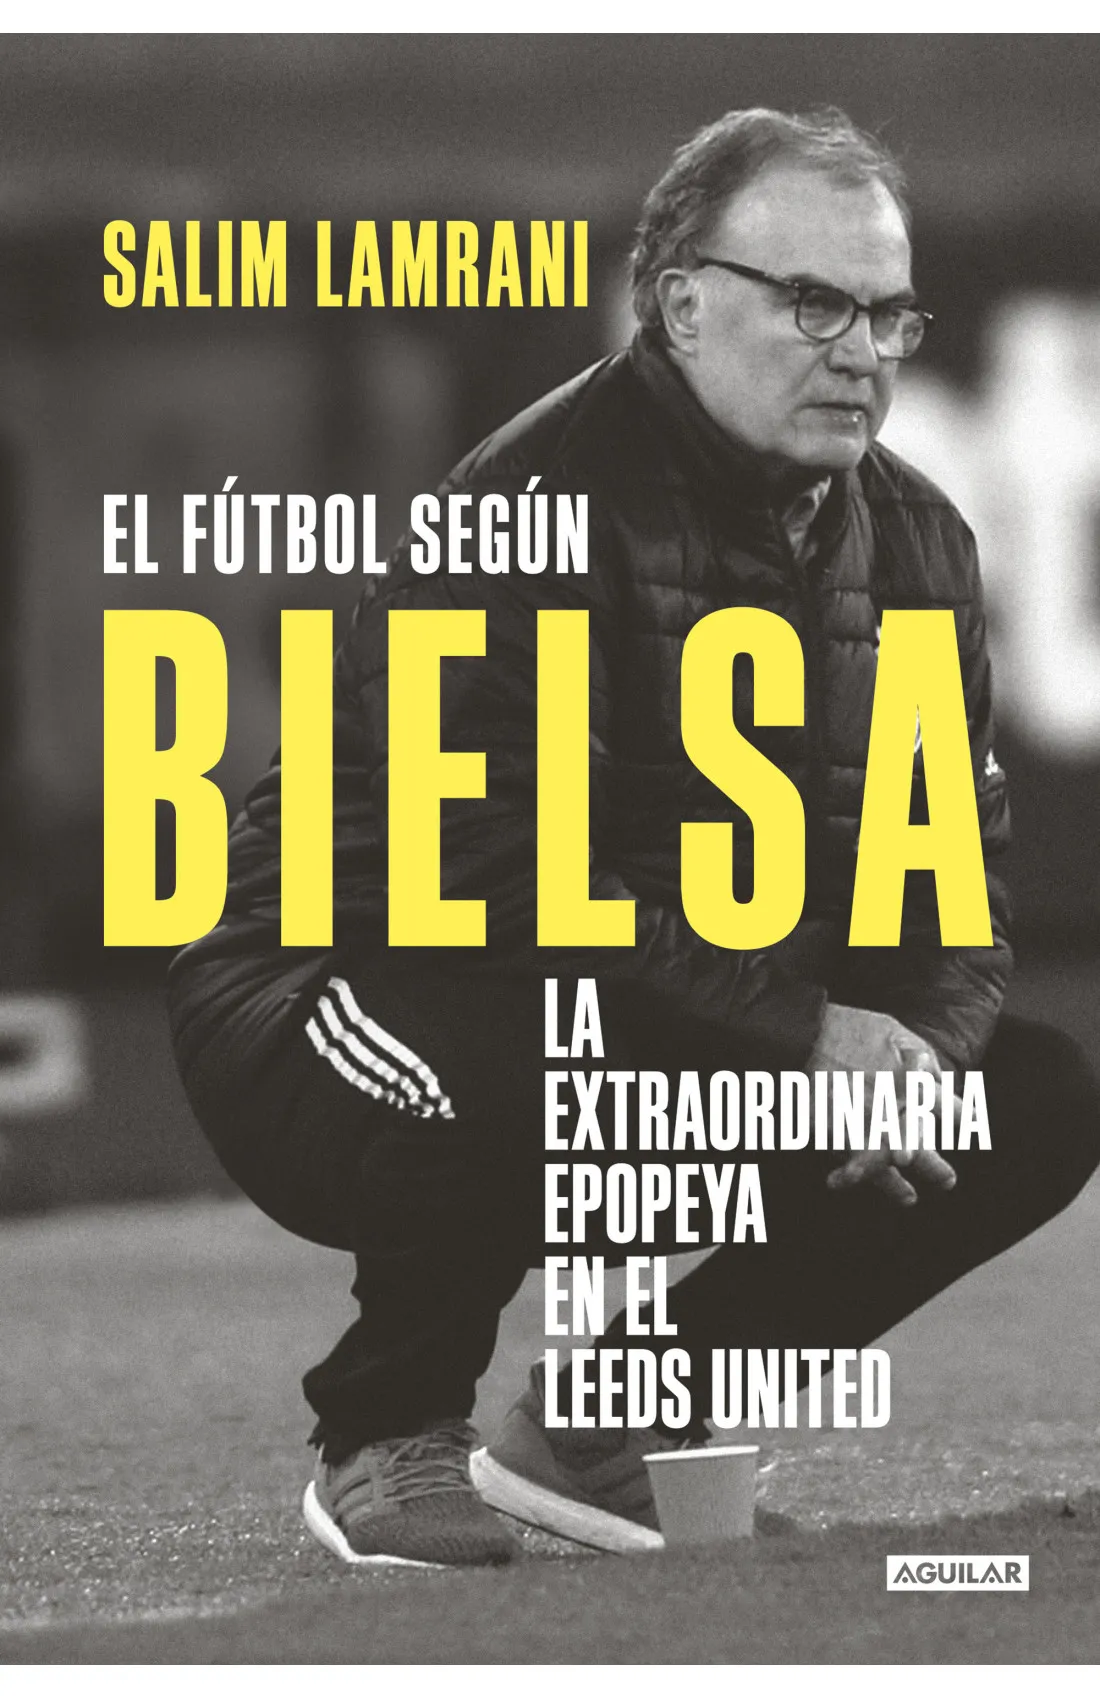 SALIM LAMRANI
EL FÚTBOL SEGÚN
BIELSA
LA
EXTRAORDINARIA
EPOPEYA
EN EL
LEEDS UNITED
AGUILAR